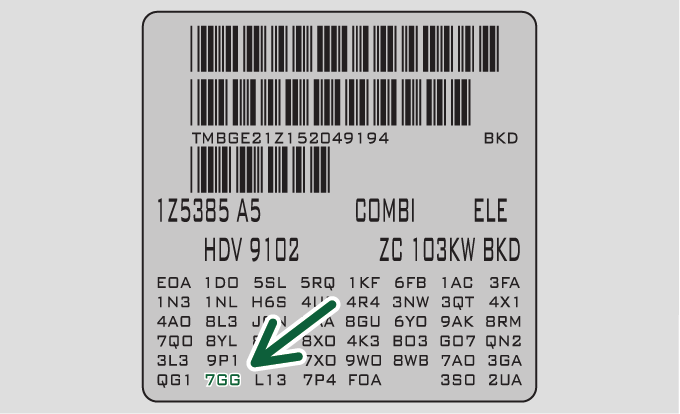 TMBGE21Z152049194 BKD
1Z5385 A5 COMBI ELE
HDV 9102 ZC 103KW BKD
E0A 1D0 5SL 5RQ 1KF 6FB 1AC 3FA
1N3 1NL H6S 4R4 3NW 3QT 4X1
4A0 8L3 8GU 6Y0 9AK 8RM
7Q0 8YL 8X0 4K3 B03 G07 QN2
3L3 9P1 7X0 9W0 8WB 7A0 3GA
QG1 7GG L13 7P4 F0A 3S0 2UA